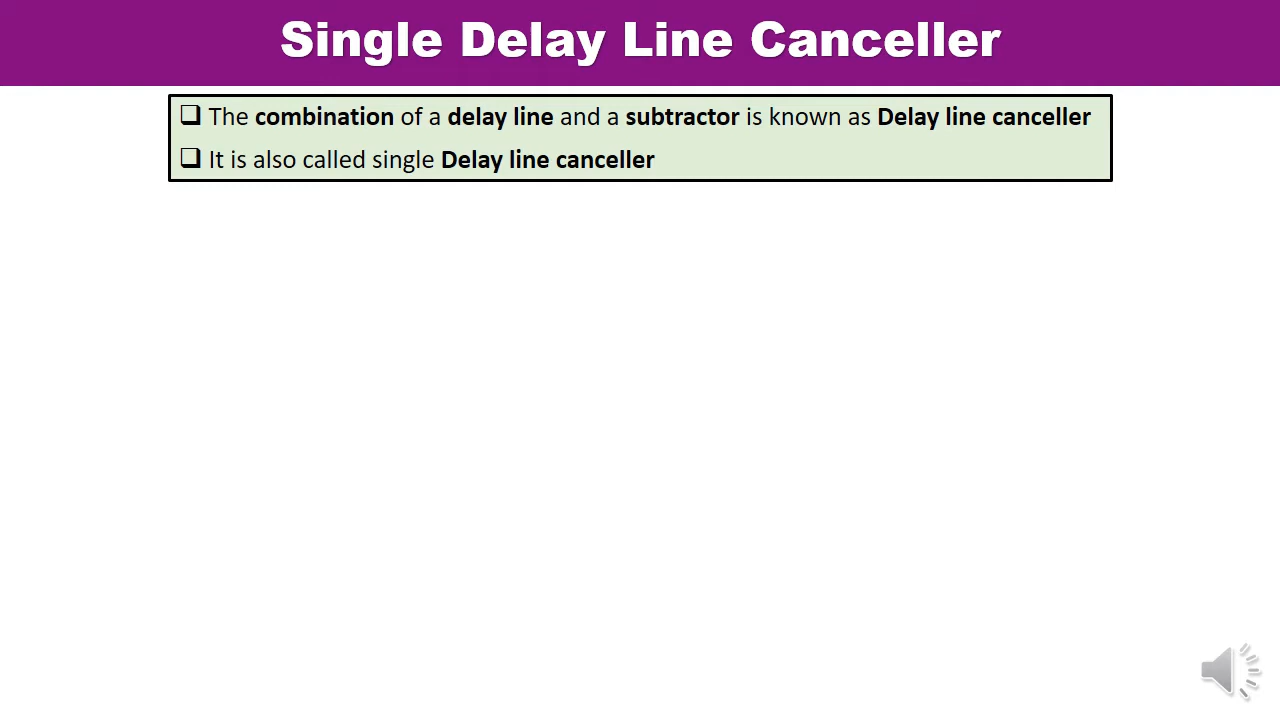 Single Delay Line Canceller
❑ The combination of a delay line and a subtractor is known as Delay line canceller
❑ It is also called single Delay line canceller